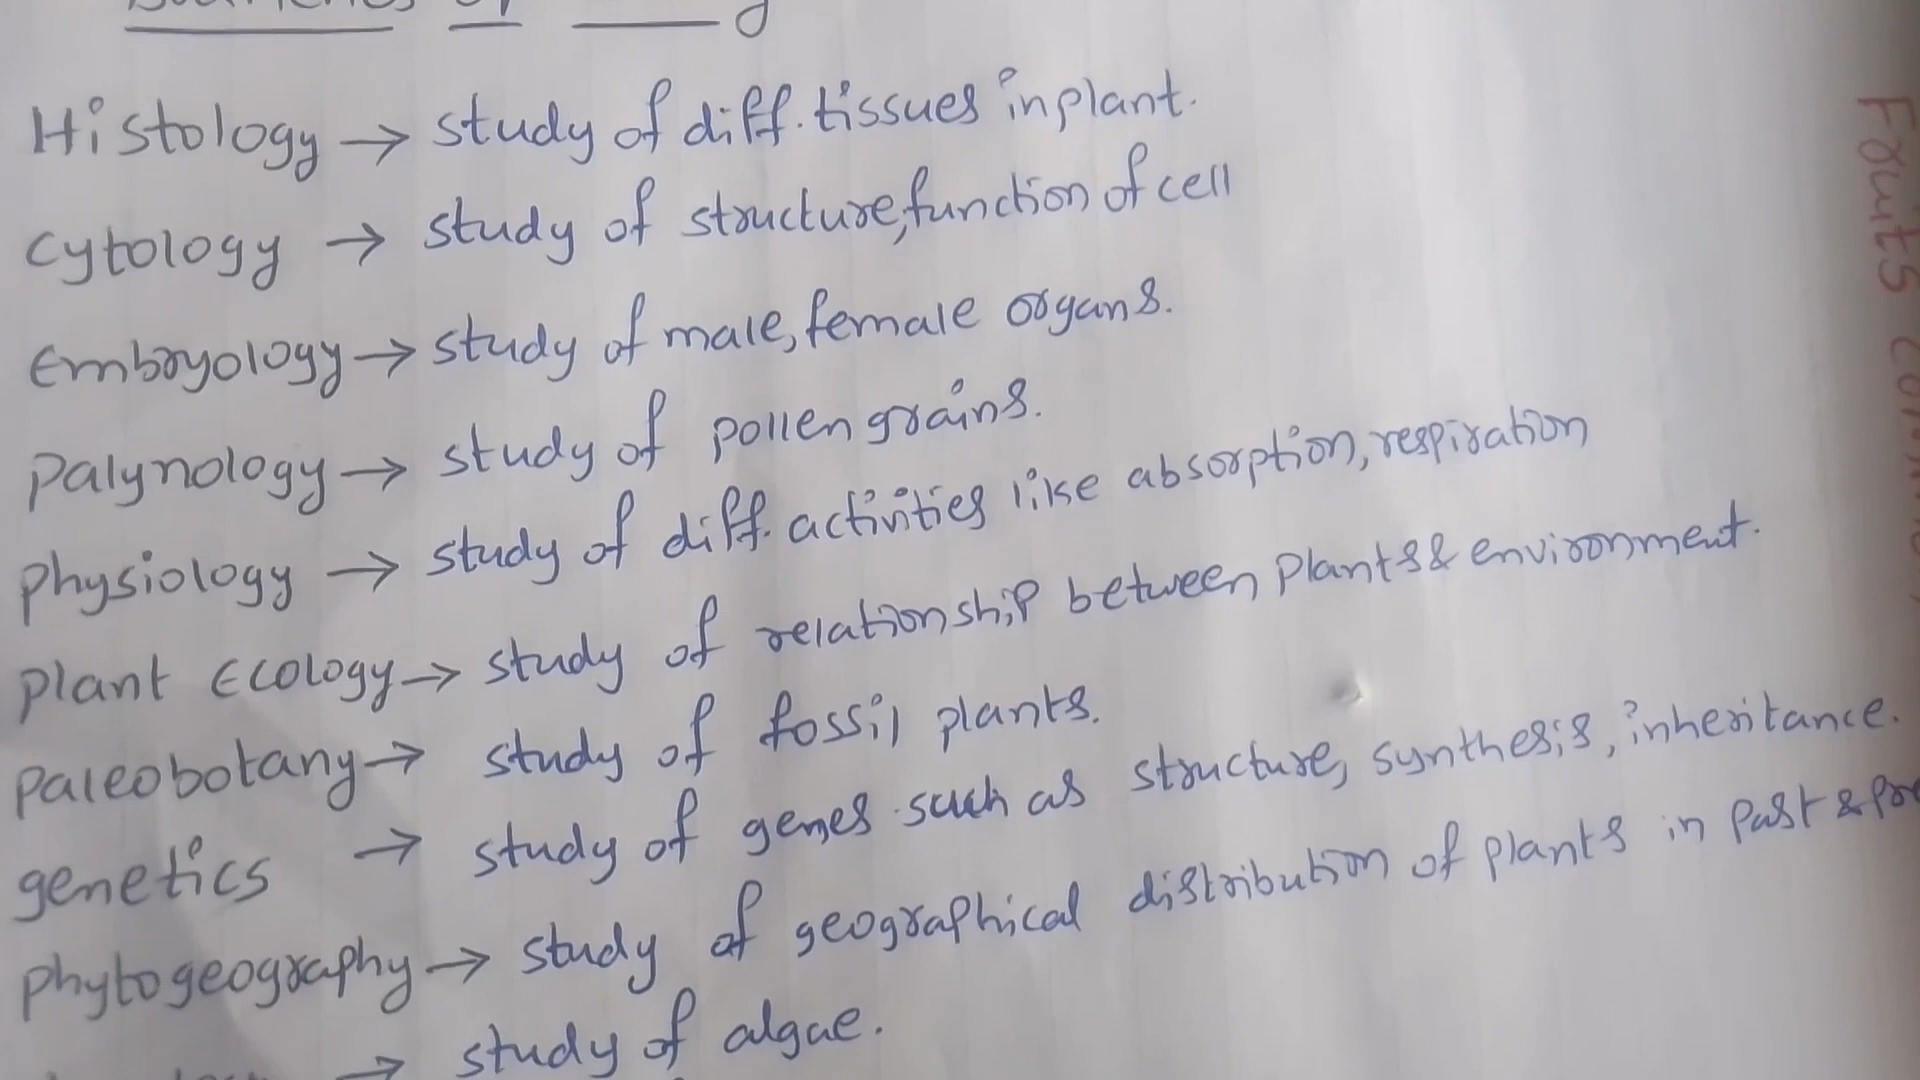 of
Histology → study of diff. tissues in plant.
cytology → study of structure, function of cell
Embryology → study of male, female organs.
palynology → study of pollen grains.
physiology → study of diff. activities like absorption, respiration
plant Ecology → study of relationship between plants & environment.
paleobotany → study of fossil plants.
genetics → study of genes such as structure, synthesis, inheritance.
phytogeography → study of geographical distribution of plants in past &
→ study of algae.
Fruits